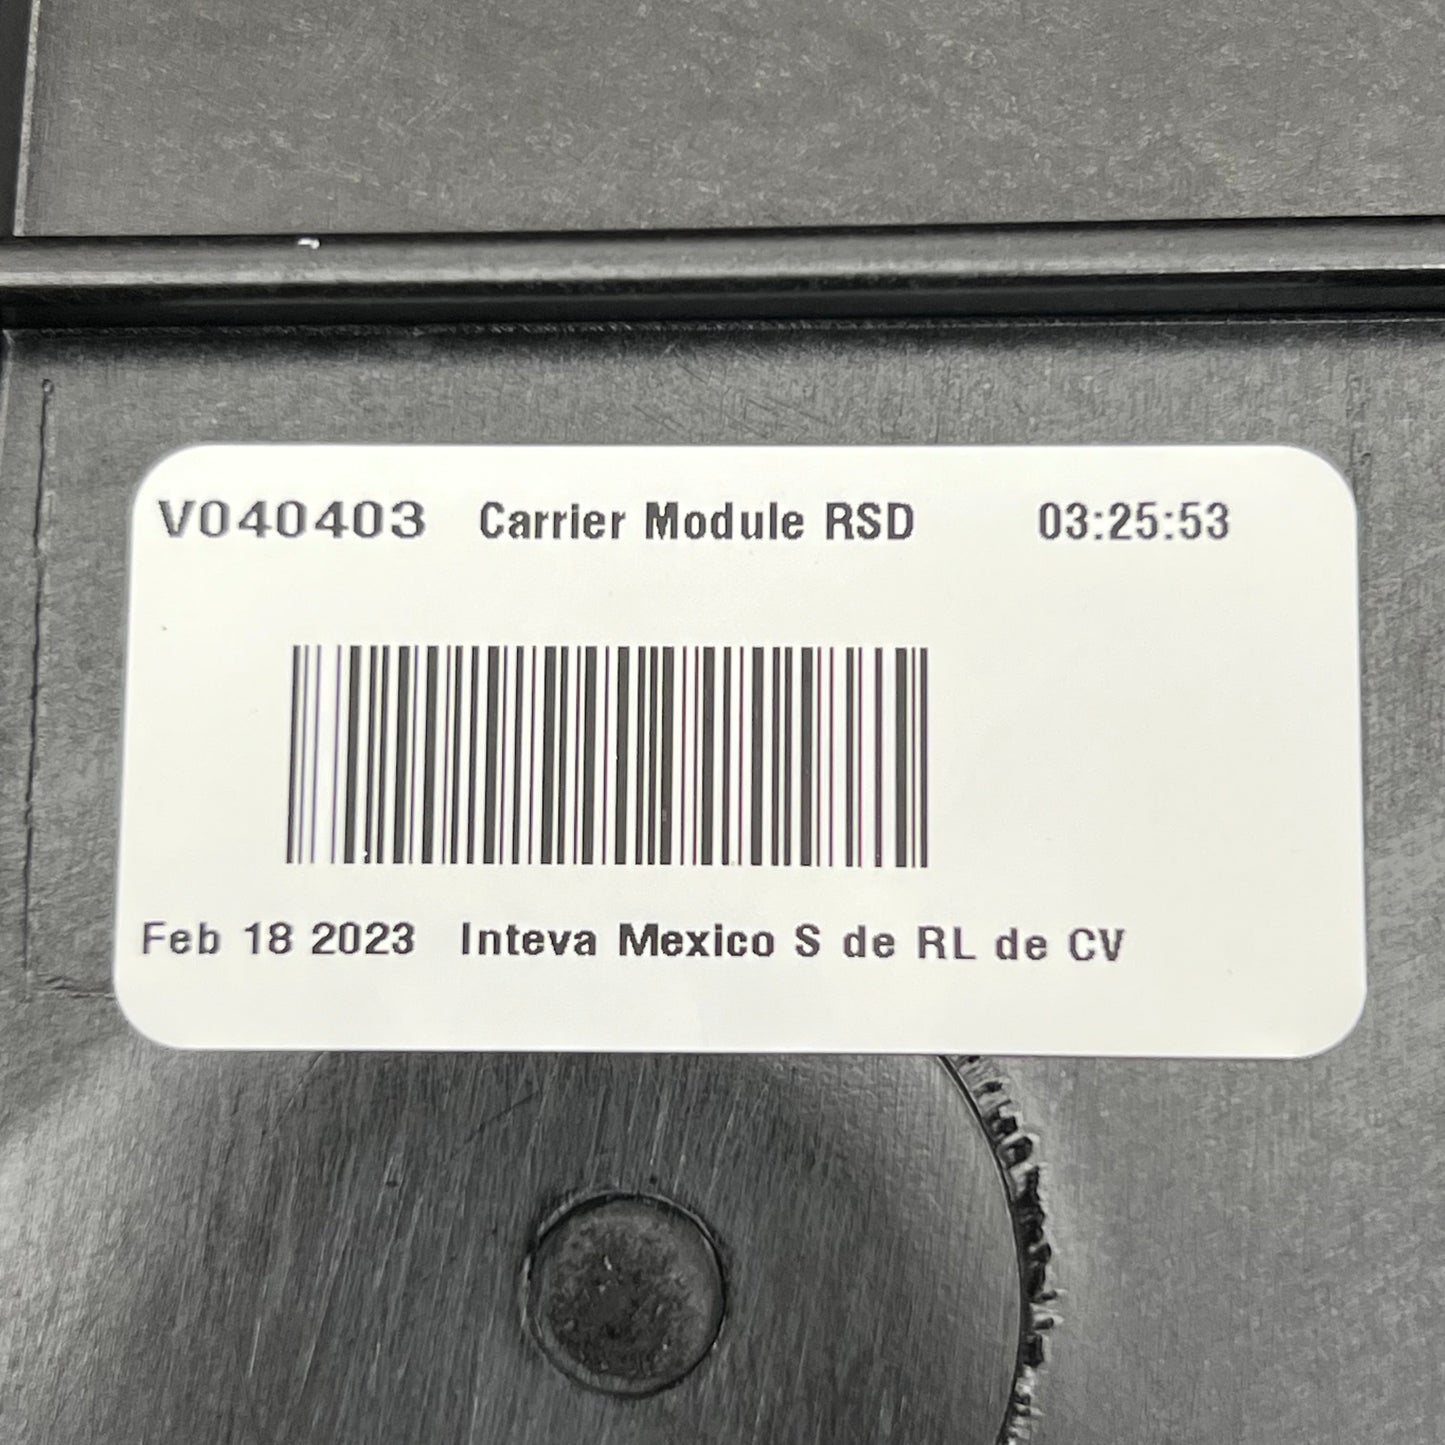 V040403 Carrier Module RSD 03:25:53
Feb 18 2023 Inteva Mexico S de RL de CV